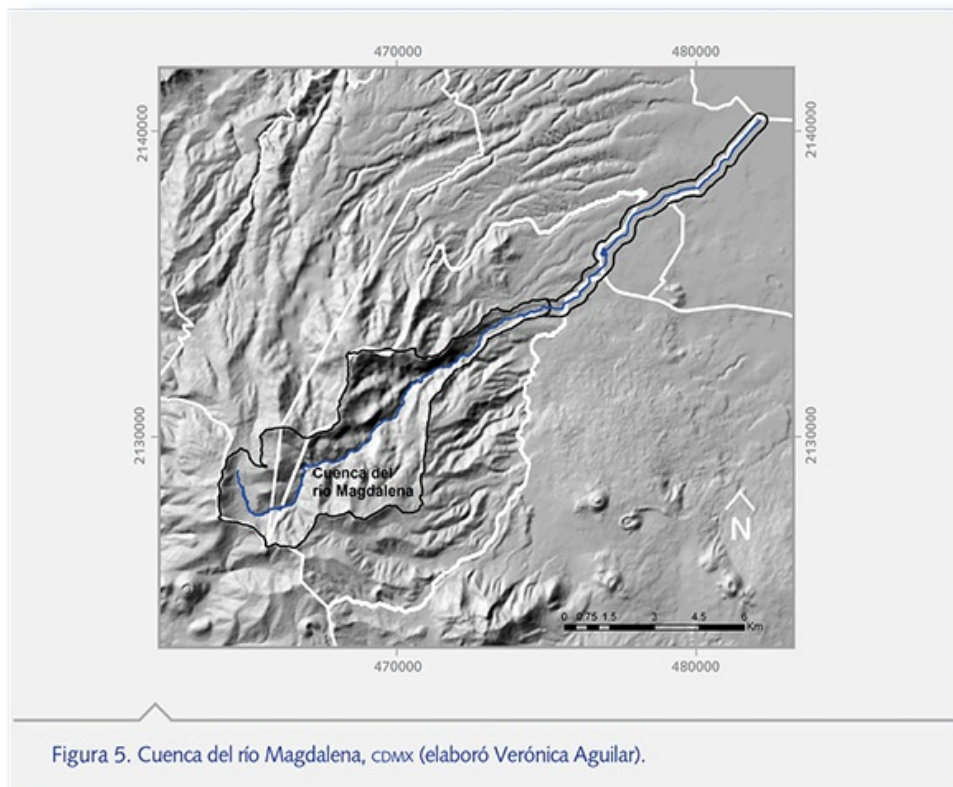 470000 480000
2140000 2140000
2130000 2130000
Cuenca del
río Magdalena
N
0 0.75 1.5 3 4.5 6
Km
470000 480000
Figura 5. Cuenca del río Magdalena, CDMX (elaboró Verónica Aguilar).